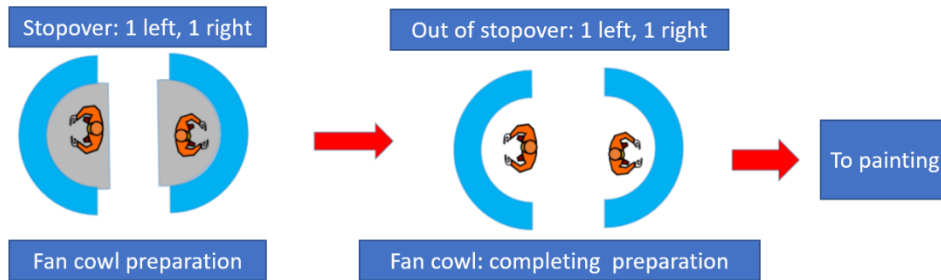 Stopover: 1 left, 1 right
Out of stopover: 1 left, 1 right
To painting
Fan cowl preparation
Fan cowl: completing preparation